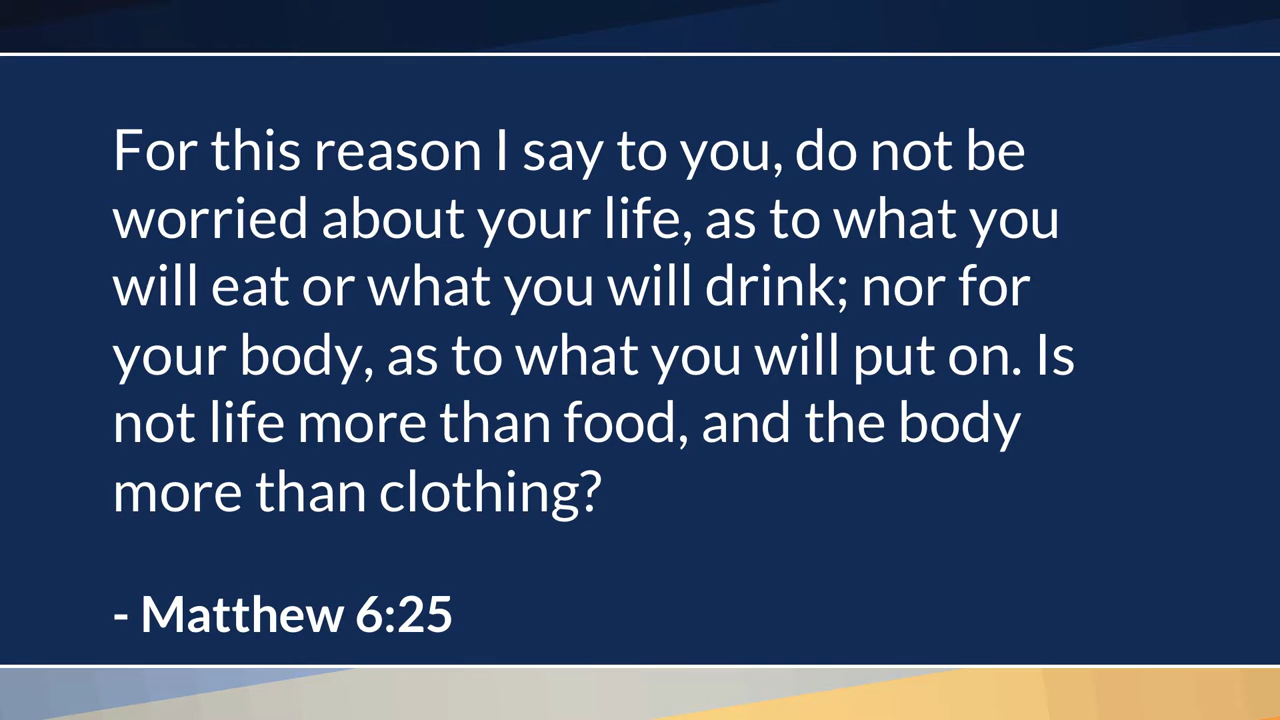 For this reason I say to you, do not be
worried about your life, as to what you
will eat or what you will drink; nor for
your body, as to what you will put on. Is
not life more than food, and the body
more than clothing?
- Matthew 6:25